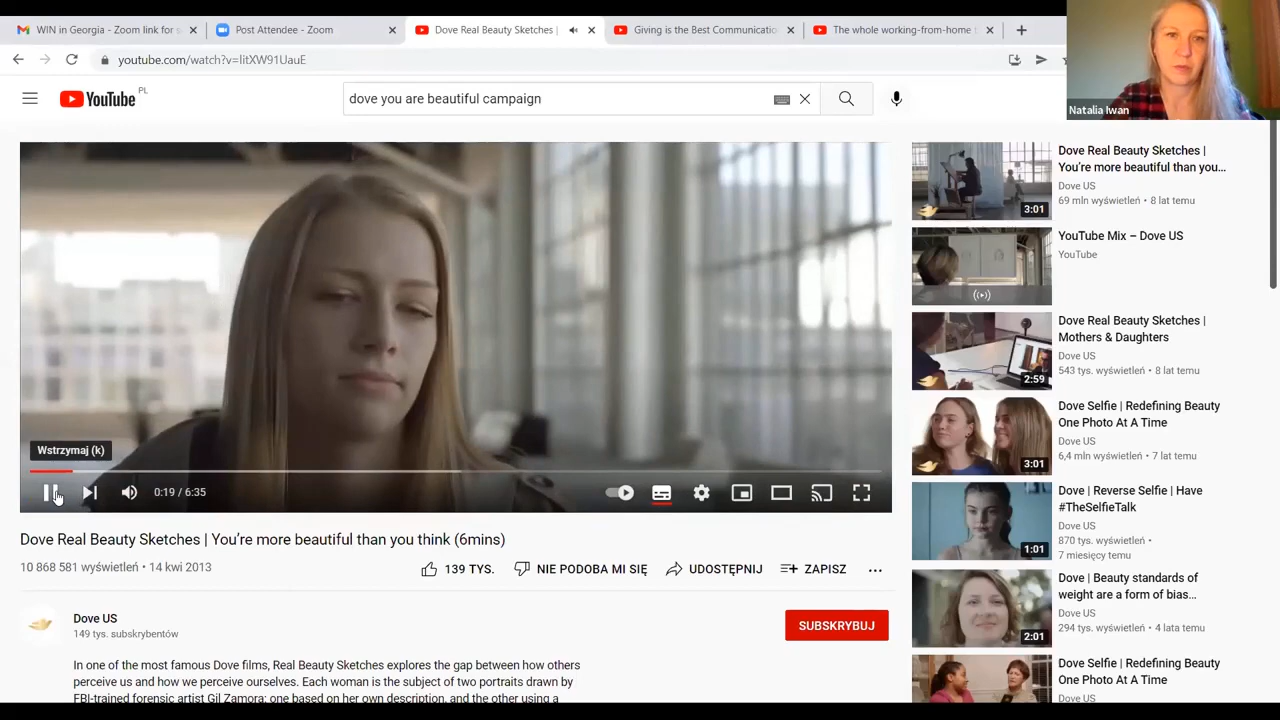 WIN in Georgia - Zoom link for
Post Attendee - Zoom
Dove Real Beauty Sketches |
Giving is the Best Communicatio
The whole working-from-home
youtube.com/watch?v=litXW91UauE
YouTube PL
dove you are beautiful campaign
Natalia Iwan
Wstrzymaj (k)
0:19 / 6:35
Dove Real Beauty Sketches | You’re more beautiful than you think (6mins)
10 868 581 wyświetleń • 14 kwi 2013
139 TYS.
NIE PODOBA MI SIĘ
UDOSTĘPNIJ
ZAPISZ
Dove US
149 tys. subskrybentów
SUBSKRYBUJ
In one of the most famous Dove films, Real Beauty Sketches explores the gap between how others
perceive us and how we perceive ourselves. Each woman is the subject of two portraits drawn by
FBI-trained forensic artist Gil Zamora: one based on her own description, and the other using a
3:01
Dove Real Beauty Sketches |
You’re more beautiful than you...
Dove US
69 mln wyświetleń • 8 lat temu
YouTube Mix – Dove US
YouTube
2:59
Dove Real Beauty Sketches |
Mothers & Daughters
Dove US
543 tys. wyświetleń • 8 lat temu
3:01
Dove Selfie | Redefining Beauty
One Photo At A Time
Dove US
6,4 mln wyświetleń • 7 lat temu
1:01
Dove | Reverse Selfie | Have
#TheSelfieTalk
Dove US
870 tys. wyświetleń •
7 miesięcy temu
2:01
Dove | Beauty standards of
weight are a form of bias...
Dove US
294 tys. wyświetleń • 4 lata temu
Dove Selfie | Redefining Beauty
One Photo At A Time
Dove US